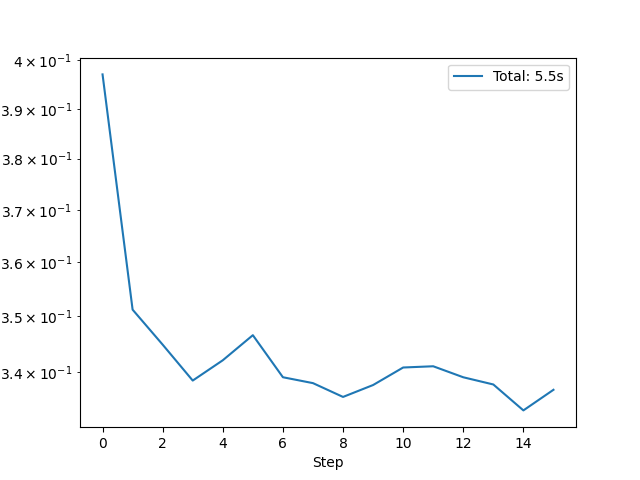 4 × 10⁻¹
3.9 × 10⁻¹
3.8 × 10⁻¹
3.7 × 10⁻¹
3.6 × 10⁻¹
3.5 × 10⁻¹
3.4 × 10⁻¹
Total: 5.5s
0 2 4 6 8 10 12 14
Step